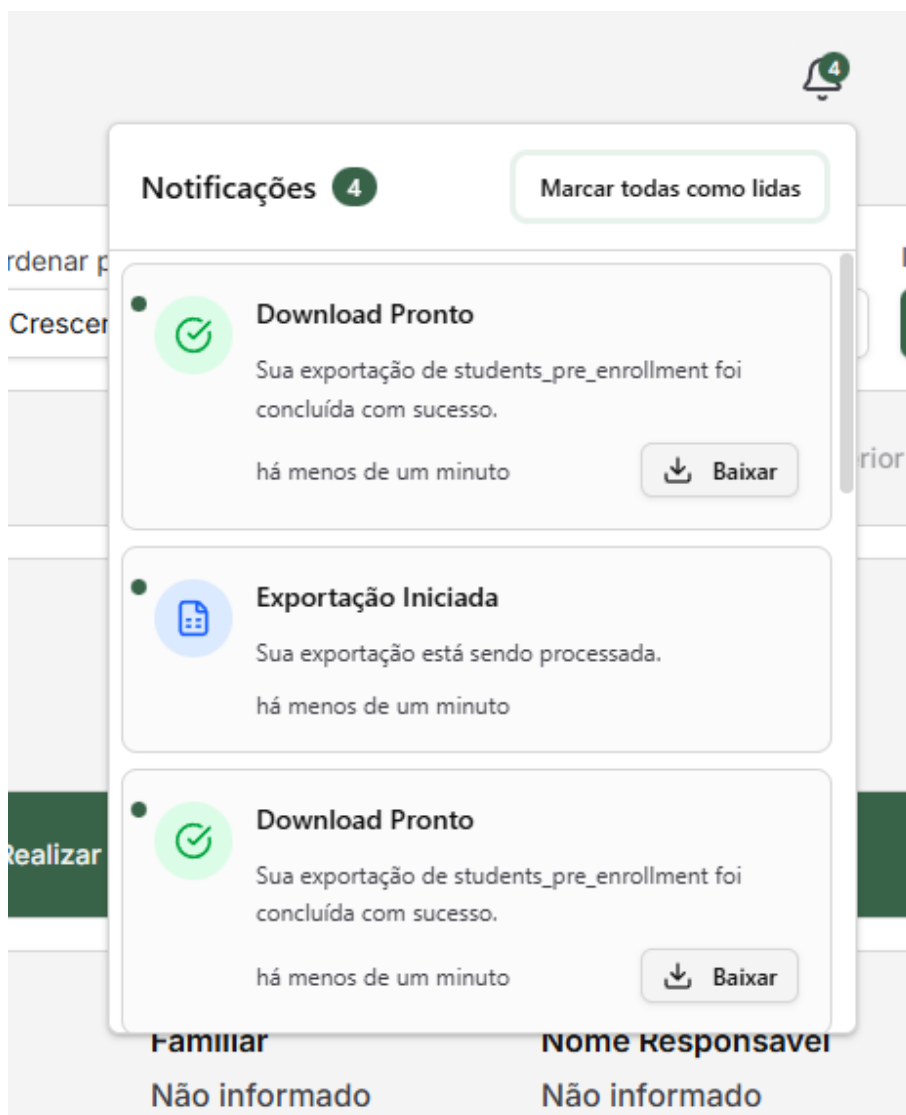 4
Notificações 4
Marcar todas como lidas
Crescer
Download Pronto
Sua exportação de students_pre_enrollment foi
concluída com sucesso.
há menos de um minuto
Baixar
Exportação Iniciada
Sua exportação está sendo processada.
há menos de um minuto
Realizar
Download Pronto
Sua exportação de students_pre_enrollment foi
concluída com sucesso.
há menos de um minuto
Baixar
Familiar
Nome Responsável
Não informado
Não informado